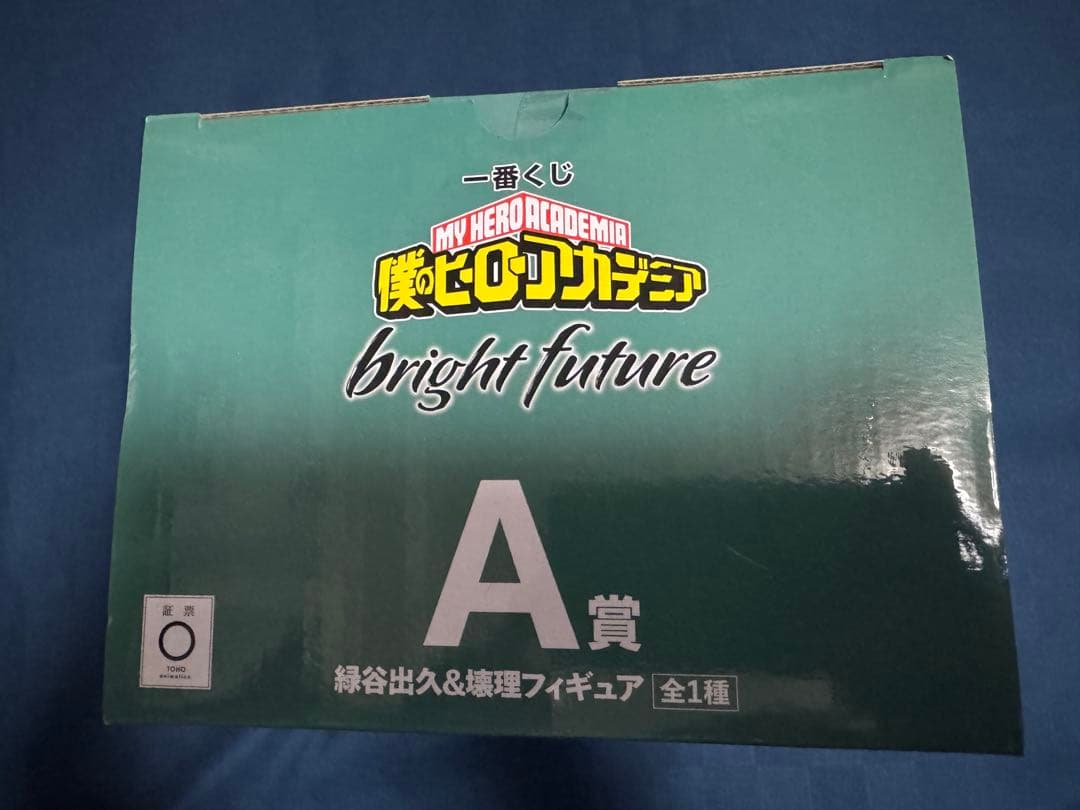 一番くじ
MY HERO ACADEMIA
僕のヒーローアカデミア
bright future
A賞
緑谷出久&壊理フィギュア 全1種
証票
TOHO
animation